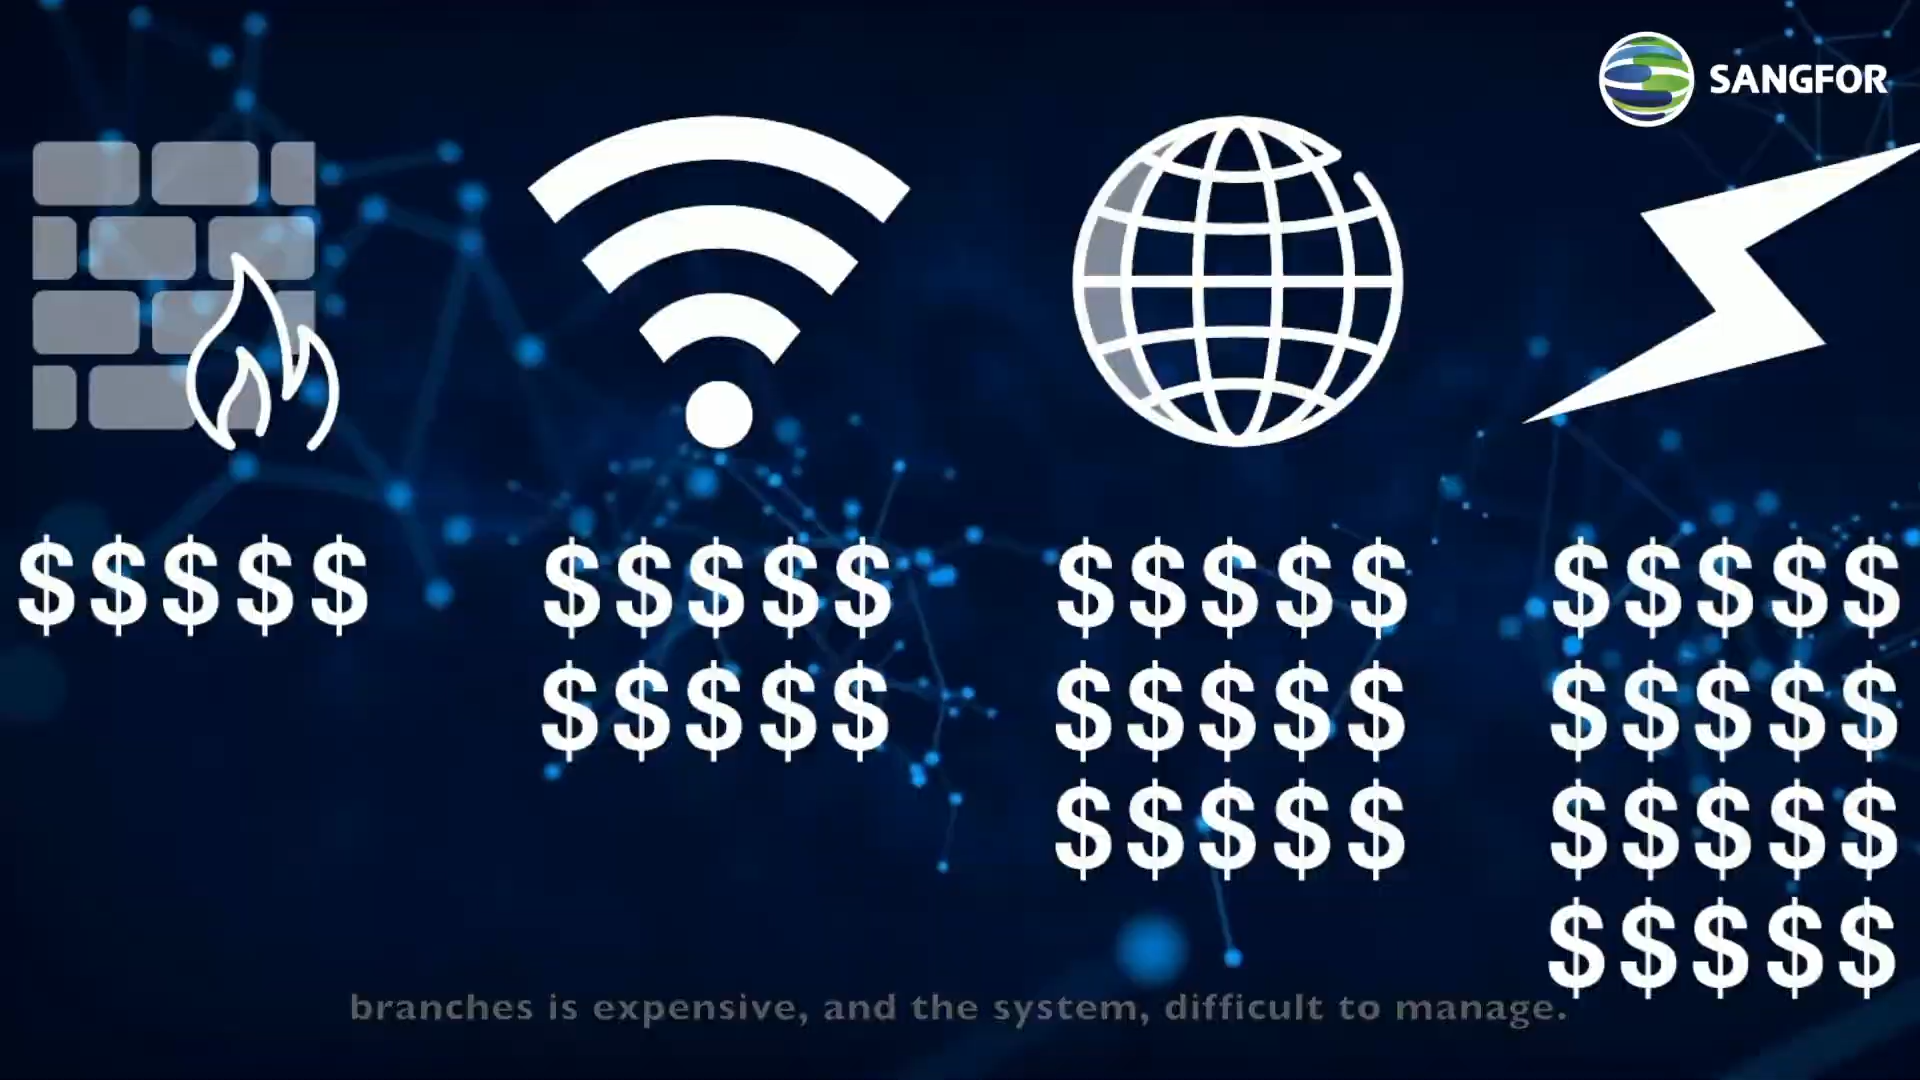 SANGFOR
$$$$$ $$$$$ $$$$$ $$$$$
$$$$$ $$$$$ $$$$$
$$$$$ $$$$$
$$$$$
branches is expensive, and the system, difficult to manage.